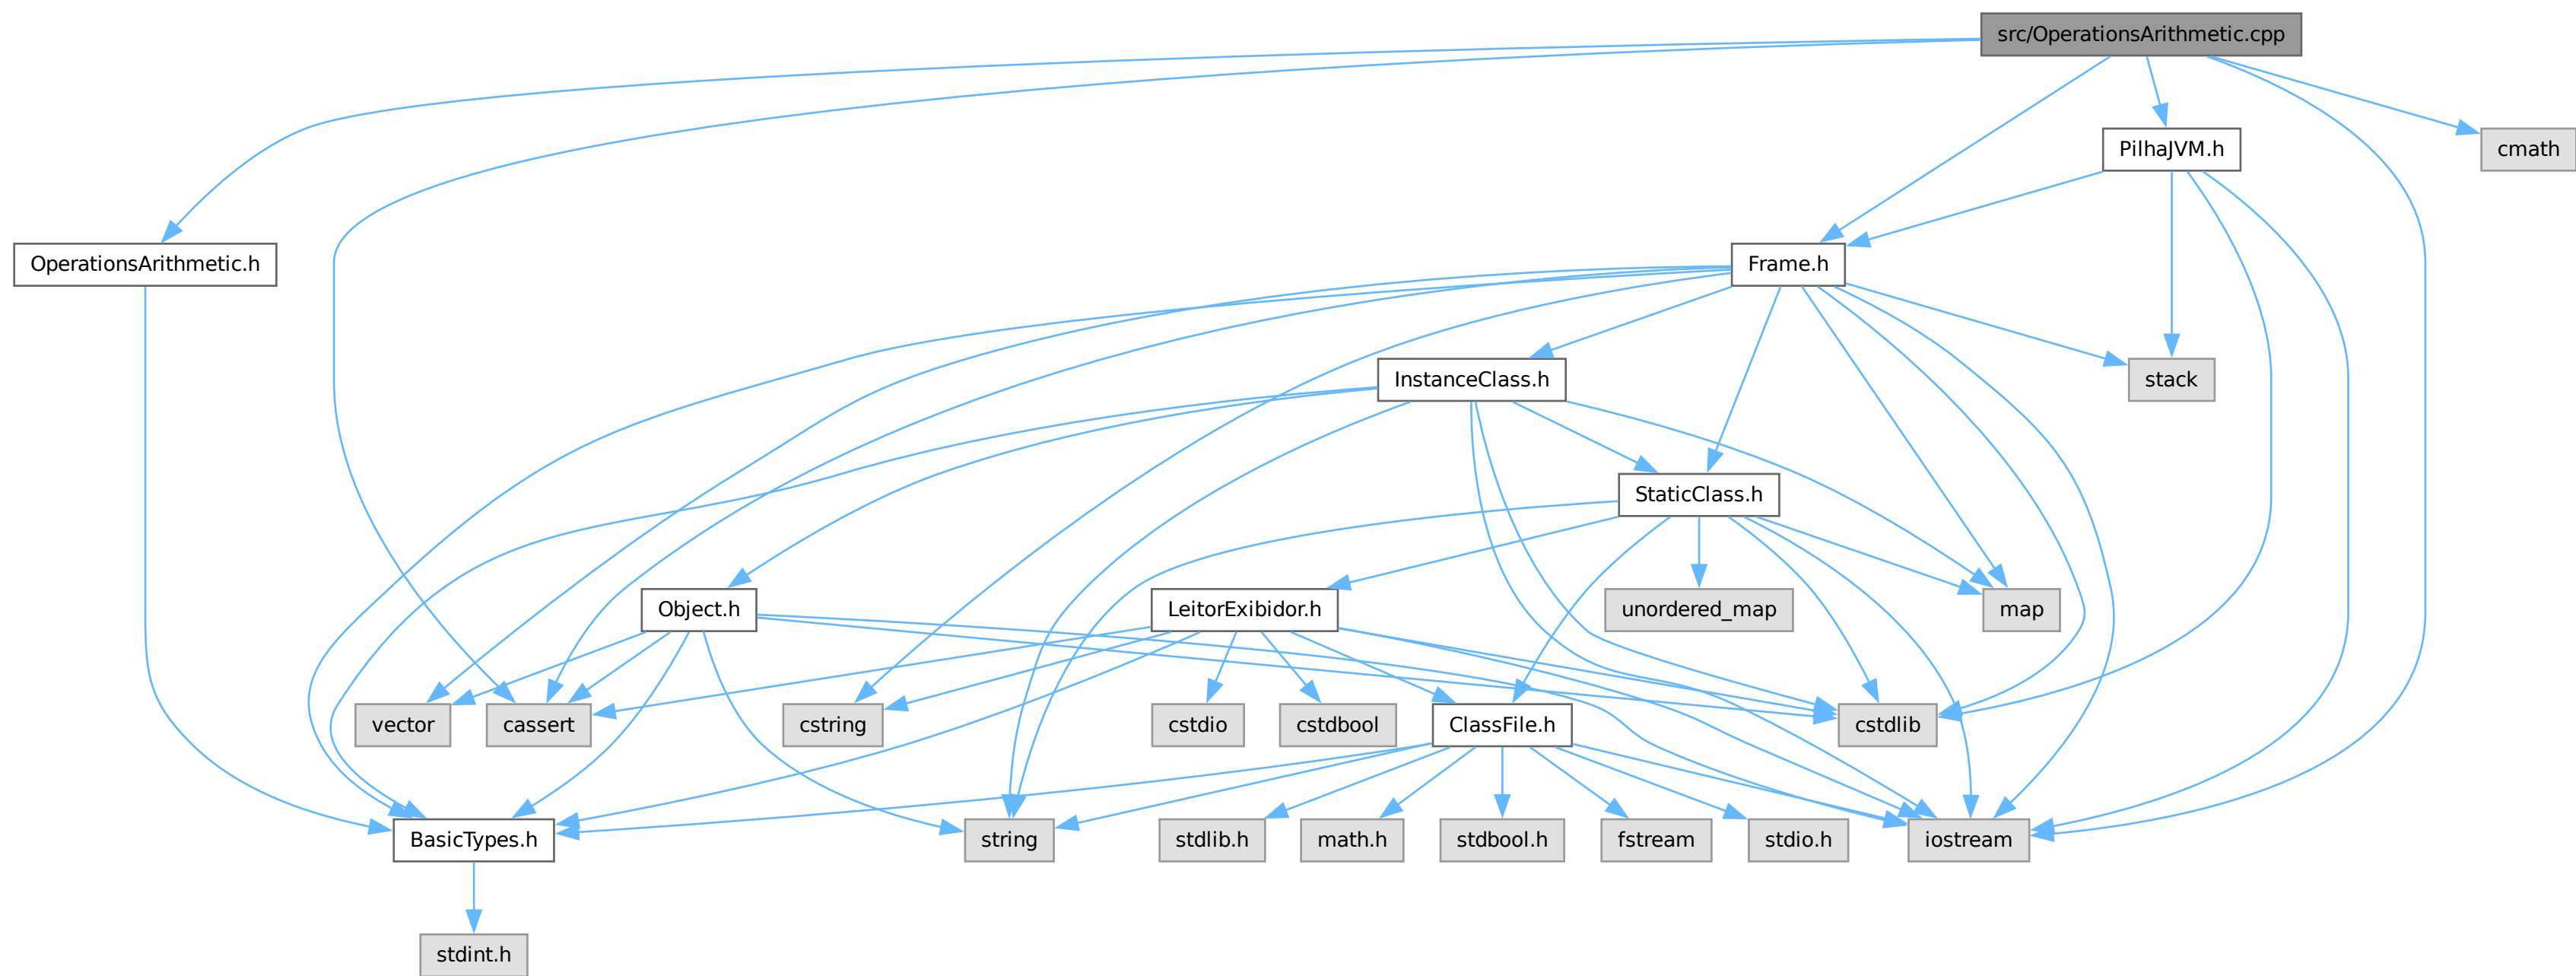 src/OperationsArithmetic.cpp
PilhaJVM.h
cmath
OperationsArithmetic.h
Frame.h
InstanceClass.h
stack
StaticClass.h
Object.h
LeitorExibidor.h
unordered_map
map
vector
cassert
cstring
cstdio
cstdbool
ClassFile.h
cstdlib
BasicTypes.h
string
stdlib.h
math.h
stdbool.h
fstream
stdio.h
iostream
stdint.h